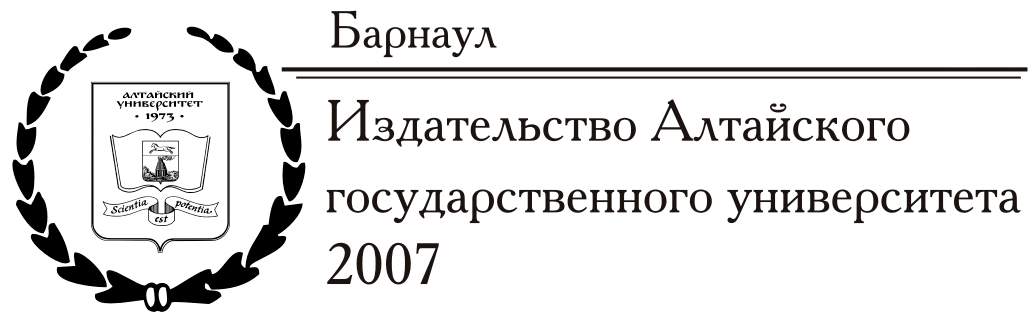 АЛТАЙСКИЙ
УНИВЕРСИТЕТ
• 1973 •
Scientia est potentia
Барнаул
Издательство Алтайского
государственного университета
2007